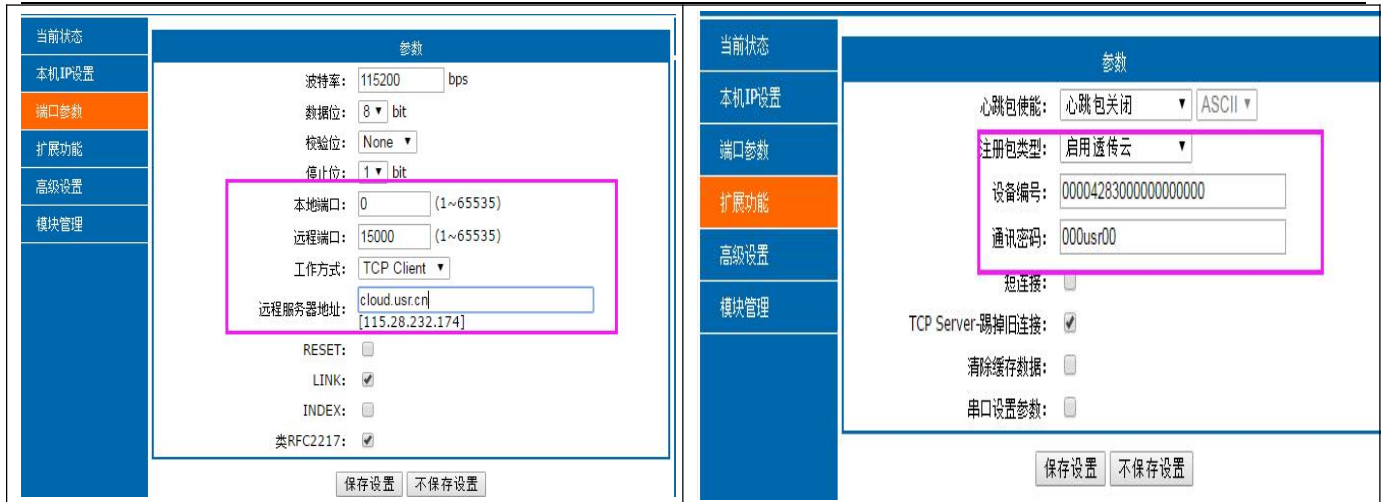 当前状态
本机IP设置
端口参数
扩展功能
高级设置
模块管理
参数
波特率： 115200 bps
数据位： 8 bit
校验位： None
停止位： 1 bit
本地端口： 0 (1~65535)
远程端口： 15000 (1~65535)
工作方式： TCP Client
远程服务器地址： cloud.usr.cn
[115.28.232.174]
RESET：
LINK：
INDEX：
类RFC2217：
保存设置 不保存设置
当前状态
本机IP设置
端口参数
扩展功能
高级设置
模块管理
参数
心跳包使能： 心跳包关闭 ASCII
注册包类型： 启用透传云
设备编号： 00004283000000000000
通讯密码： 000usr00
短连接：
TCP Server-踢掉旧连接：
清除缓存数据：
串口设置参数：
保存设置 不保存设置